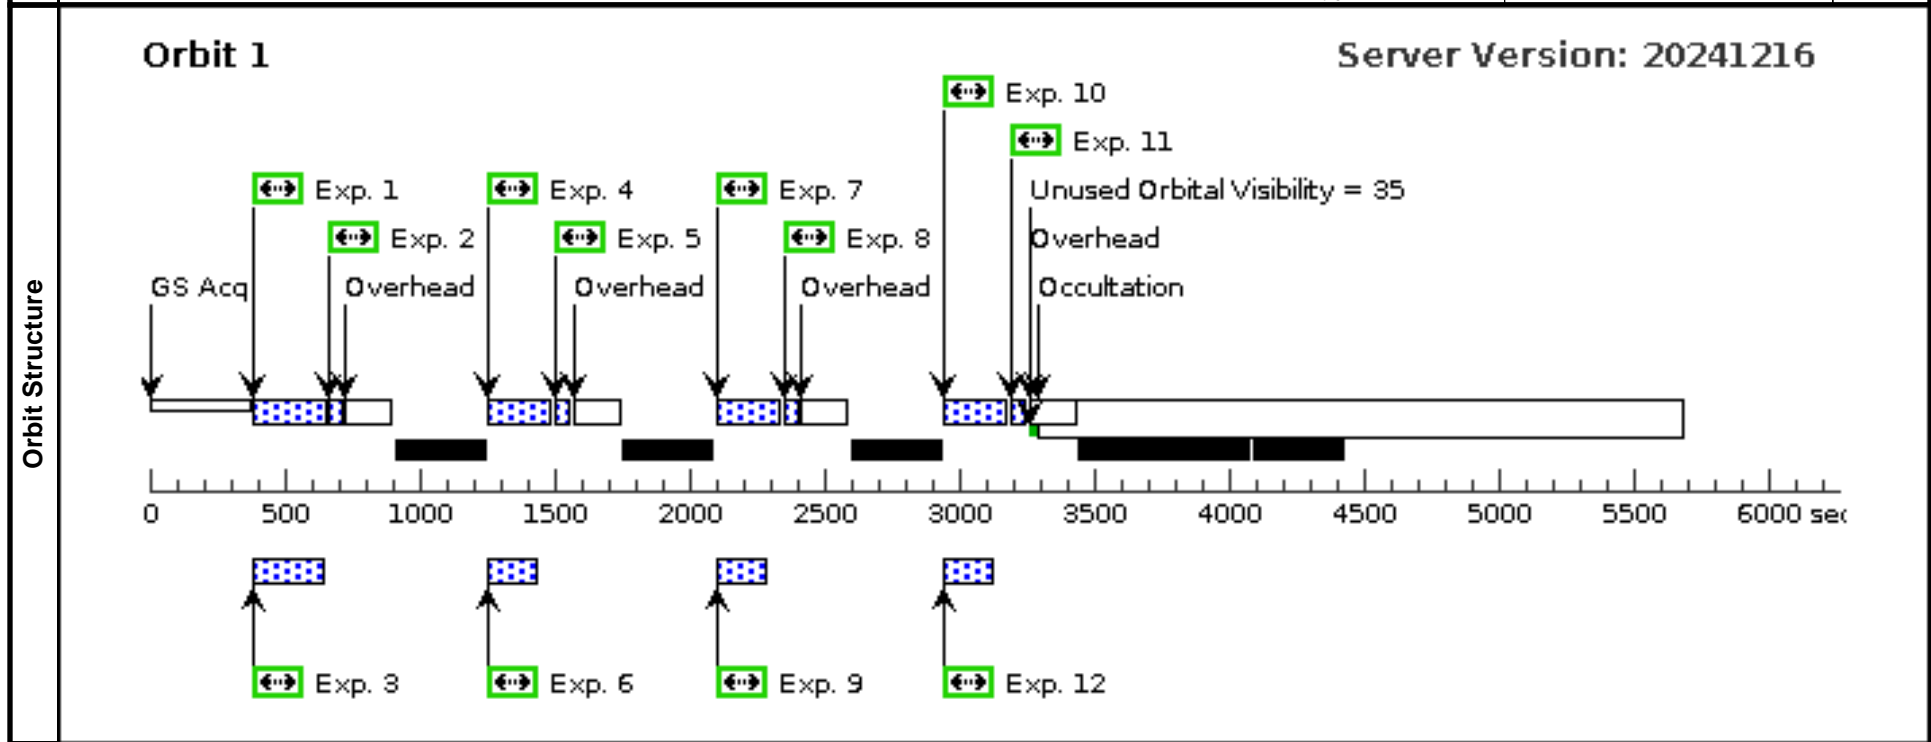 Orbit Structure
Orbit 1
Server Version: 20241216
Exp. 10
Exp. 11
Exp. 1
Exp. 4
Exp. 7
Unused Orbital Visibility = 35
Exp. 2
Exp. 5
Exp. 8
Overhead
GS Acq
Overhead
Overhead
Overhead
Occultation
0 500 1000 1500 2000 2500 3000 3500 4000 4500 5000 5500 6000 sec
Exp. 3
Exp. 6
Exp. 9
Exp. 12